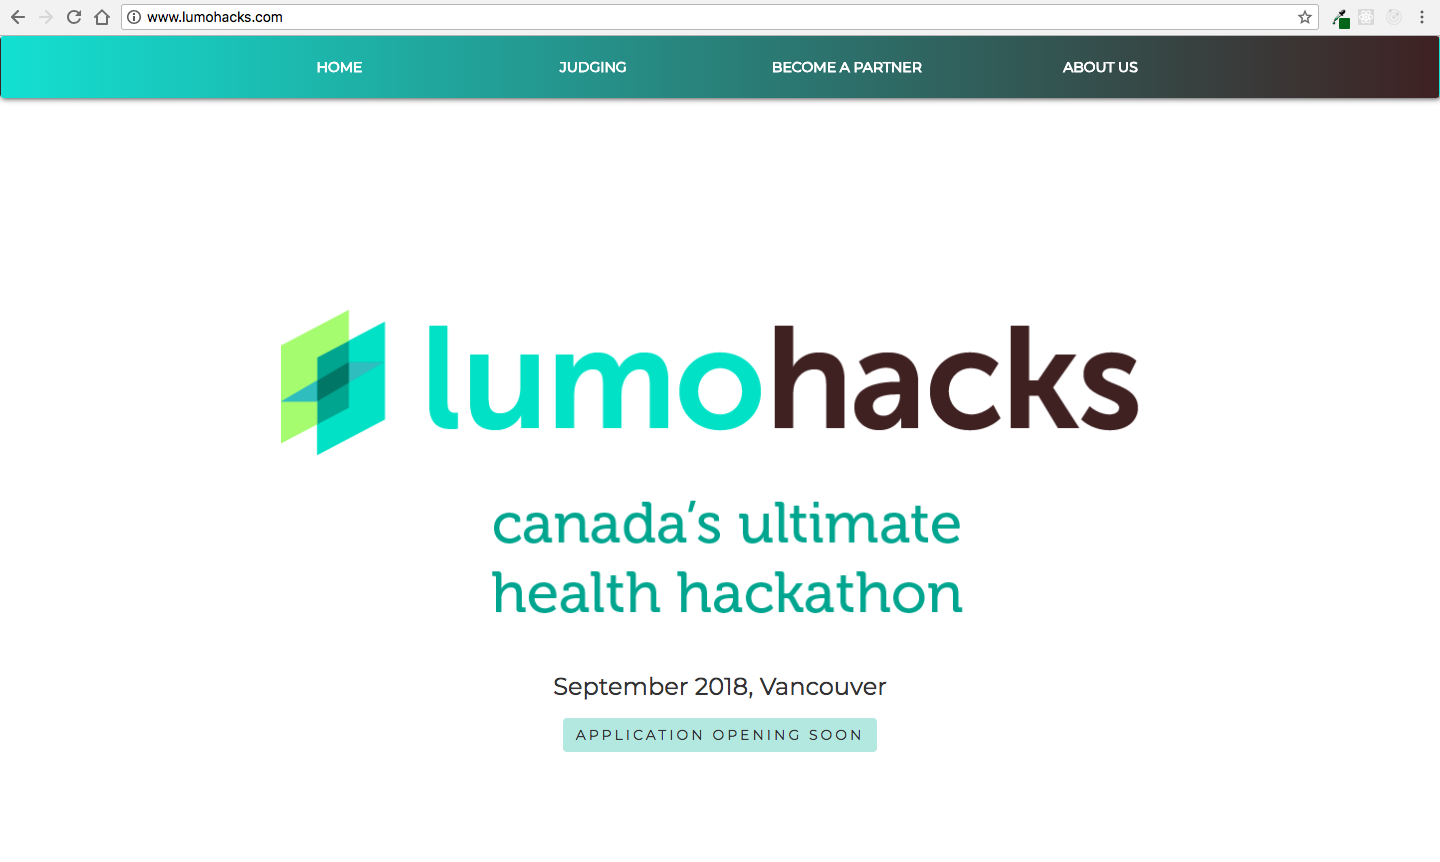 www.lumohacks.com
HOME JUDGING BECOME A PARTNER ABOUT US
lumohacks
canada’s ultimate
health hackathon
September 2018, Vancouver
APPLICATION OPENING SOON